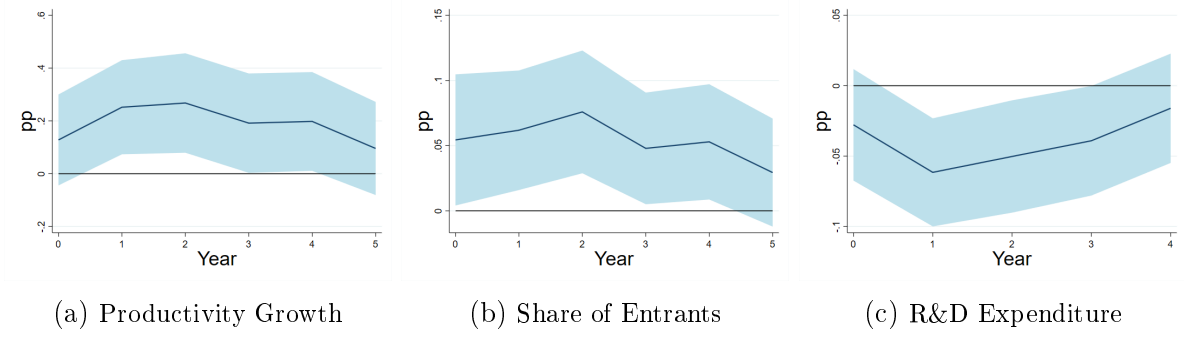 .6
.4
.2
0
-.2
pp
0 1 2 3 4 5
Year
(a) Productivity Growth
.15
.1
.05
0
pp
0 1 2 3 4 5
Year
(b) Share of Entrants
.05
0
-.05
-.1
pp
0 1 2 3 4
Year
(c) R&D Expenditure